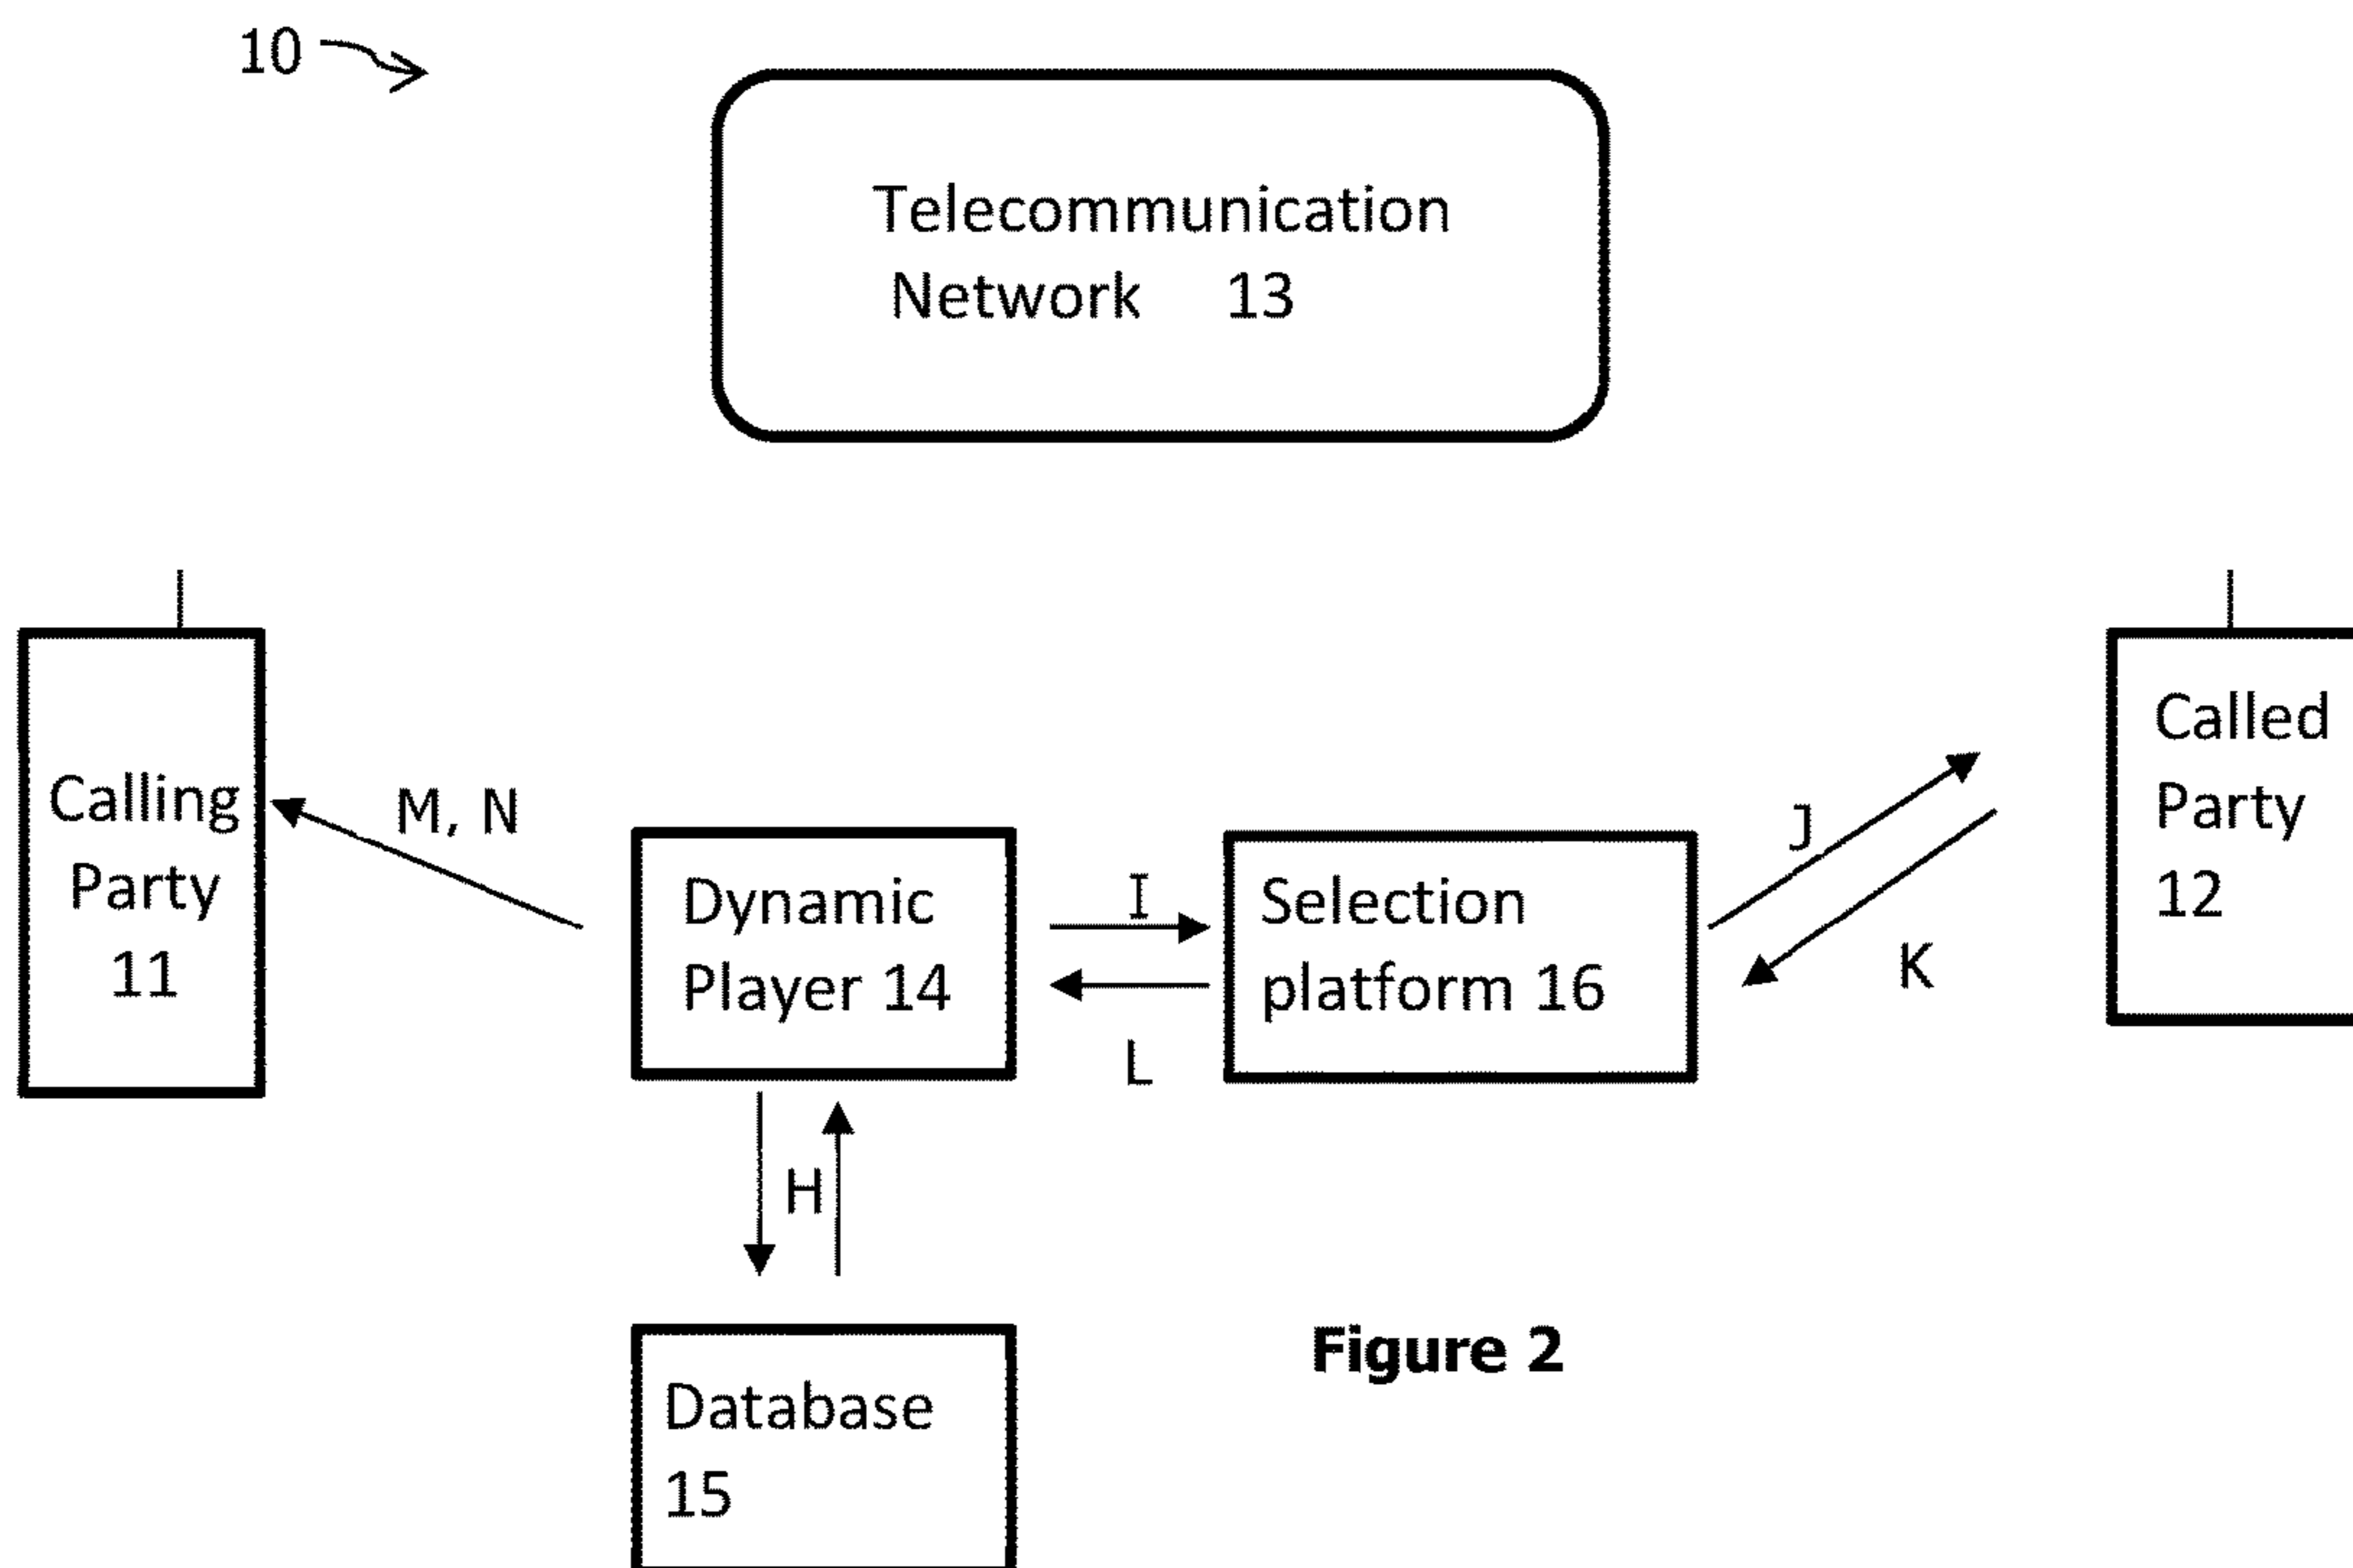 10
Telecommunication
Network 13
Calling
Party
11
M, N
Dynamic
Player 14
I
L
Selection
platform 16
J
K
Called
Party
12
H
Database
15
Figure 2